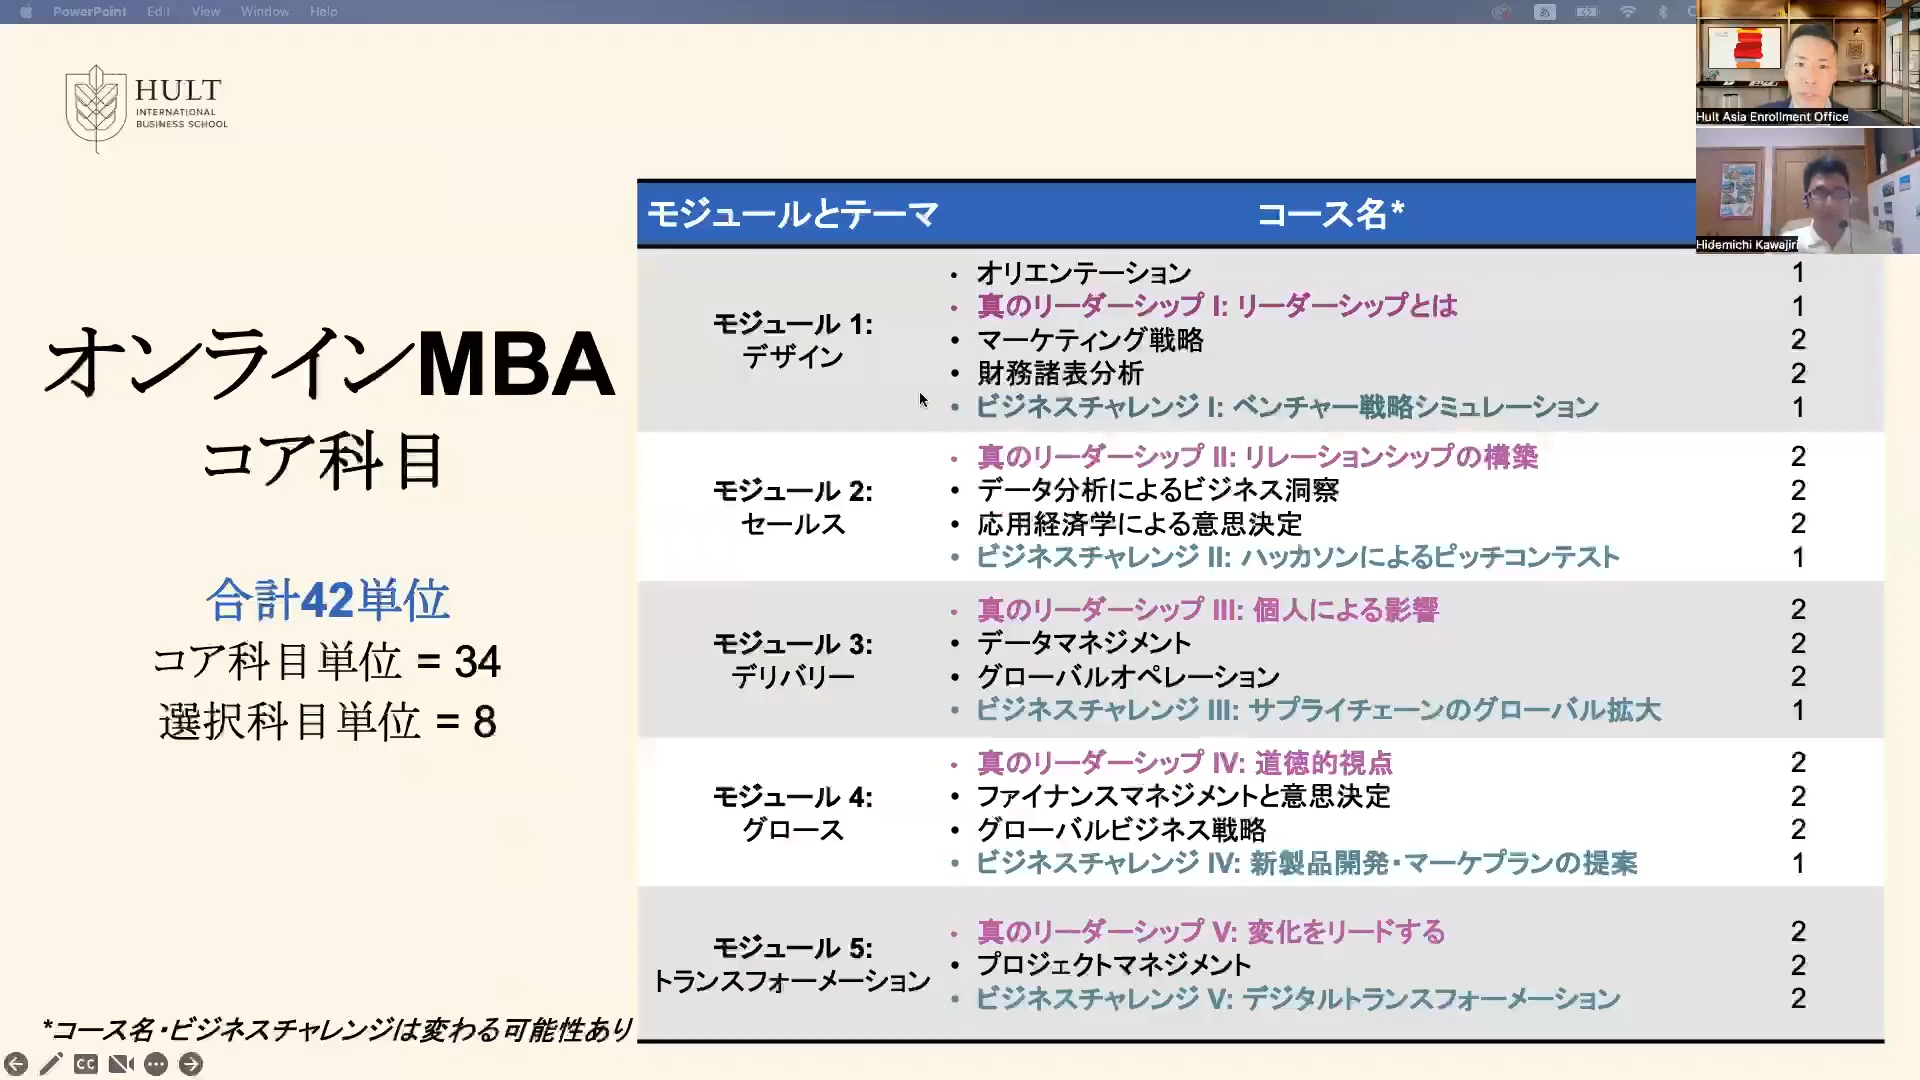 PowerPoint Edit View Window Help
あ
Hult Asia Enrollment Office
Hidemichi Kawajiri
HULT
INTERNATIONAL
BUSINESS SCHOOL
オンラインMBA
コア科目
合計42単位
コア科目単位 = 34
選択科目単位 = 8
モジュールとテーマ コース名*
モジュール 1:
デザイン
• オリエンテーション 1
• 真のリーダーシップ I: リーダーシップとは 1
• マーケティング戦略 2
• 財務諸表分析 2
• ビジネスチャレンジ I: ベンチャー戦略シミュレーション 1
モジュール 2:
セールス
• 真のリーダーシップ II: リレーションシップの構築 2
• データ分析によるビジネス洞察 2
• 応用経済学による意思決定 2
• ビジネスチャレンジ II: ハッカソンによるピッチコンテスト 1
モジュール 3:
デリバリー
• 真のリーダーシップ III: 個人による影響 2
• データマネジメント 2
• グローバルオペレーション 2
• ビジネスチャレンジ III: サプライチェーンのグローバル拡大 1
モジュール 4:
グロース
• 真のリーダーシップ IV: 道徳的視点 2
• ファイナンスマネジメントと意思決定 2
• グローバルビジネス戦略 2
• ビジネスチャレンジ IV: 新製品開発・マーケプランの提案 1
モジュール 5:
トランスフォーメーション
• 真のリーダーシップ V: 変化をリードする 2
• プロジェクトマネジメント 2
• ビジネスチャレンジ V: デジタルトランスフォーメーション 2
*コース名・ビジネスチャレンジは変わる可能性あり
CC